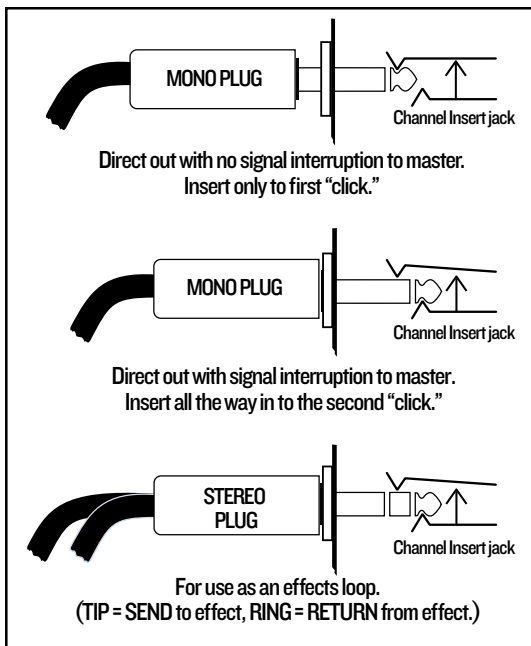 MONO PLUG
Channel Insert jack
Direct out with no signal interruption to master.
Insert only to first “click.”
MONO PLUG
Channel Insert jack
Direct out with signal interruption to master.
Insert all the way in to the second “click.”
STEREO
PLUG
Channel Insert jack
For use as an effects loop.
(TIP = SEND to effect, RING = RETURN from effect.)